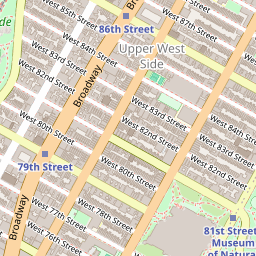 West 85th Street
86th Street
Broadway
West 87th Street
West 86th Street
West 84th Street
Upper West
Side
West 83rd Street
West 82nd Street
Broadway
West 83rd Street
West 84th Street
West 82nd Street
West 83rd Street
West 80th Street
79th Street
West 80th Street
West 82nd
Broadway
West 77th Street
West 78th Street
West 76th Street
81st Street
Museum
of Natura